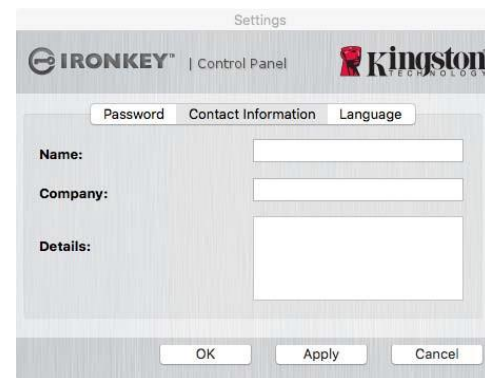 Settings
IRONKEY™ | Control Panel
Kingston
TECHNOLOGY
Password Contact Information Language
Name:
Company:
Details:
OK Apply Cancel